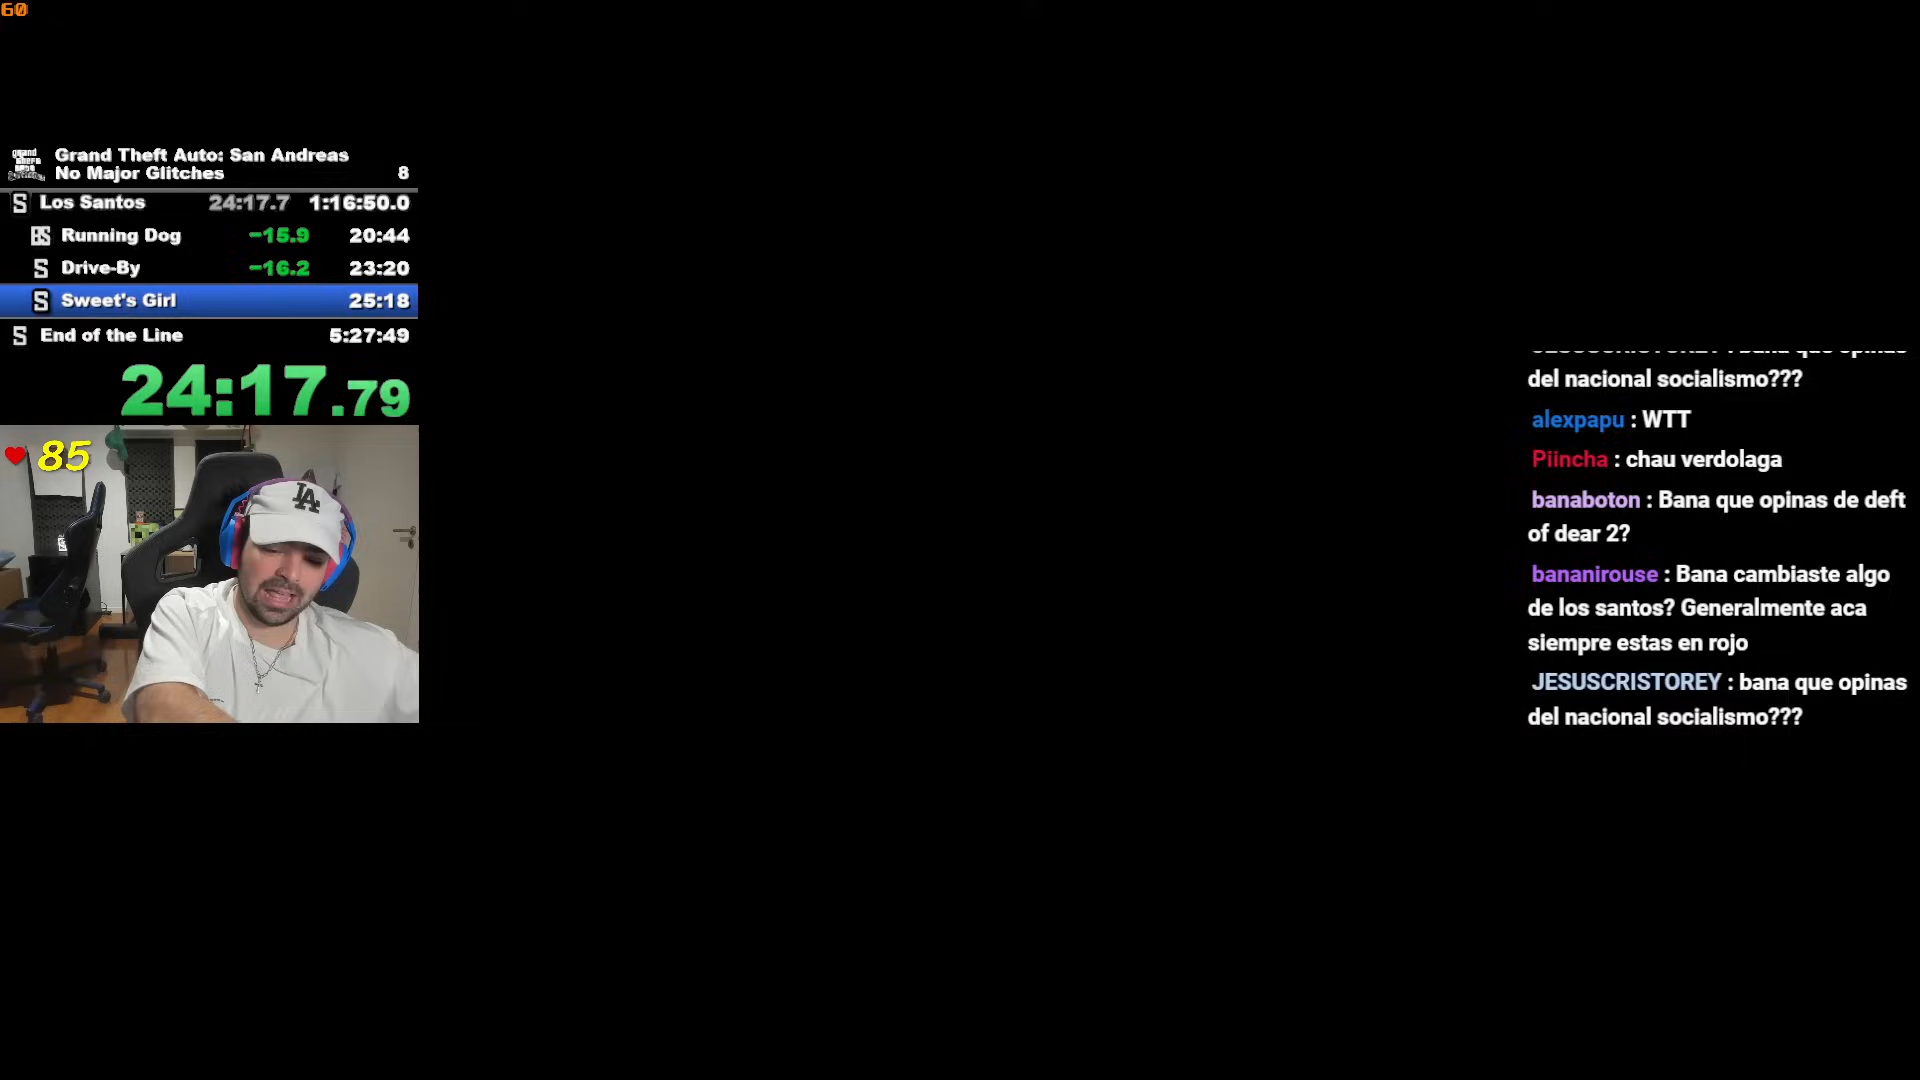 60
Grand Theft Auto: San Andreas
No Major Glitches 8
S Los Santos 24:17.7 1:16:50.0
BS Running Dog -15.9 20:44
S Drive-By -16.2 23:20
S Sweet's Girl 25:18
S End of the Line 5:27:49
24:17.79
85
LA
del nacional socialismo???
alexpapu : WTT
Piincha : chau verdolaga
banaboton : Bana que opinas de deft
of dear 2?
bananirouse : Bana cambiaste algo
de los santos? Generalmente aca
siempre estas en rojo
JESUSCRISTOREY : bana que opinas
del nacional socialismo???